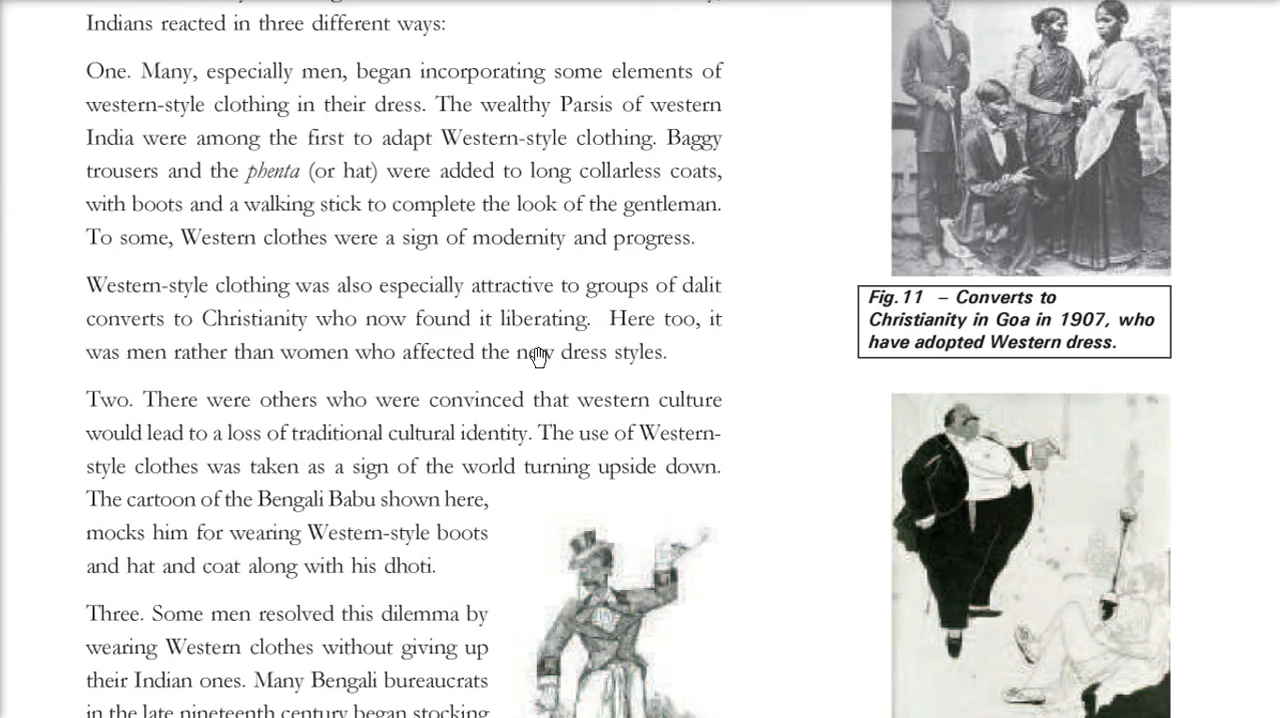 Indians reacted in three different ways:
One. Many, especially men, began incorporating some elements of
western-style clothing in their dress. The wealthy Parsis of western
India were among the first to adapt Western-style clothing. Baggy
trousers and the phenta (or hat) were added to long collarless coats,
with boots and a walking stick to complete the look of the gentleman.
To some, Western clothes were a sign of modernity and progress.
Western-style clothing was also especially attractive to groups of dalit
converts to Christianity who now found it liberating. Here too, it
was men rather than women who affected the new dress styles.
Two. There were others who were convinced that western culture
would lead to a loss of traditional cultural identity. The use of Western-
style clothes was taken as a sign of the world turning upside down.
The cartoon of the Bengali Babu shown here,
mocks him for wearing Western-style boots
and hat and coat along with his dhoti.
Three. Some men resolved this dilemma by
wearing Western clothes without giving up
their Indian ones. Many Bengali bureaucrats
in the late nineteenth century began stocking
Fig.11 – Converts to
Christianity in Goa in 1907, who
have adopted Western dress.